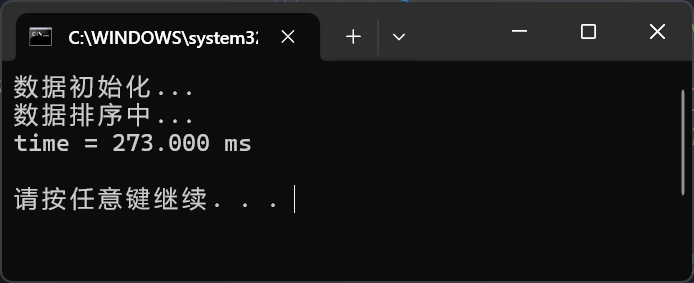 C:\WINDOWS\system32
数据初始化...
数据排序中...
time = 273.000 ms
请按任意键继续. . .